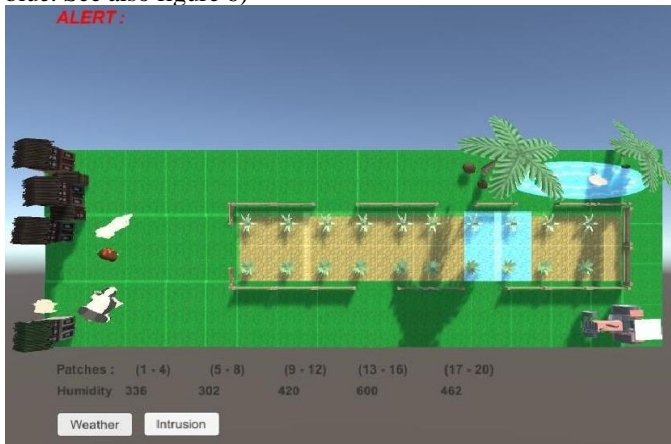 ALERT :
Patches : (1 - 4) (5 - 8) (9 - 12) (13 - 16) (17 - 20)
Humidity 336 302 420 600 462
Weather Intrusion